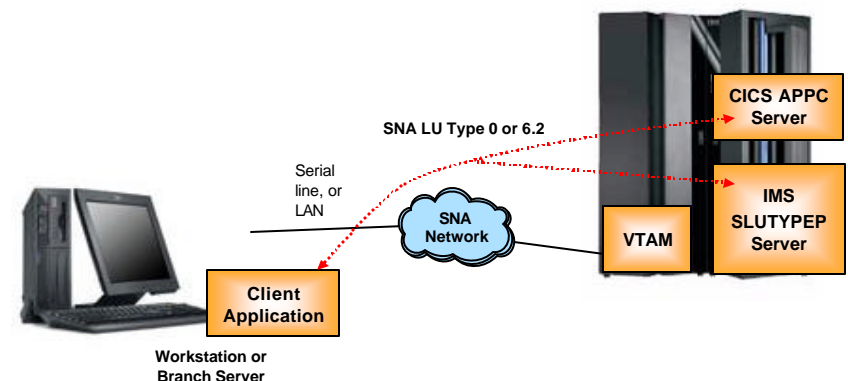 CICS APPC
Server
SNA LU Type 0 or 6.2
Serial
line, or
LAN
IMS
SLUTYPEP
Server
SNA
Network
VTAM
Client
Application
Workstation or
Branch Server